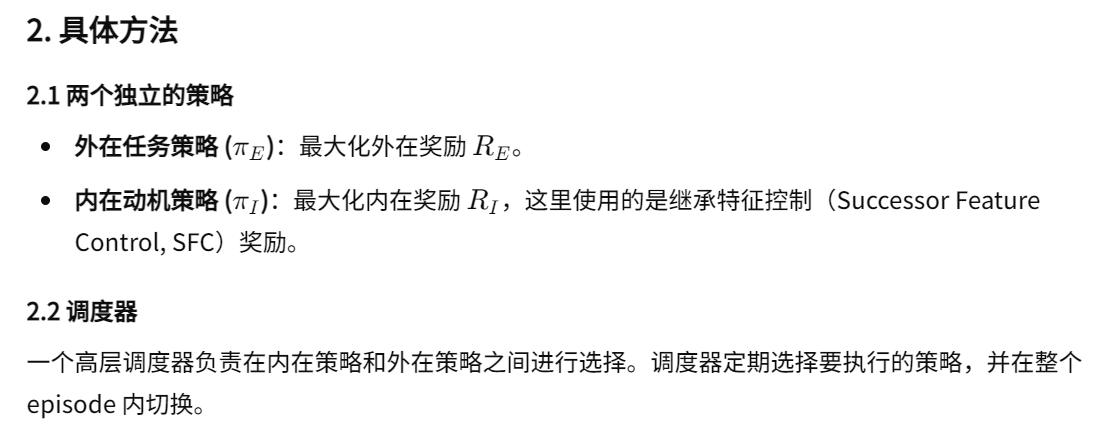 2. 具体方法
2.1 两个独立的策略
• 外在任务策略 (π_E)：最大化外在奖励 R_E。
• 内在动机策略 (π_I)：最大化内在奖励 R_I，这里使用的是继承特征控制（Successor Feature
Control, SFC）奖励。
2.2 调度器
一个高层调度器负责在内在策略和外在策略之间进行选择。调度器定期选择要执行的策略，并在整个
episode 内切换。